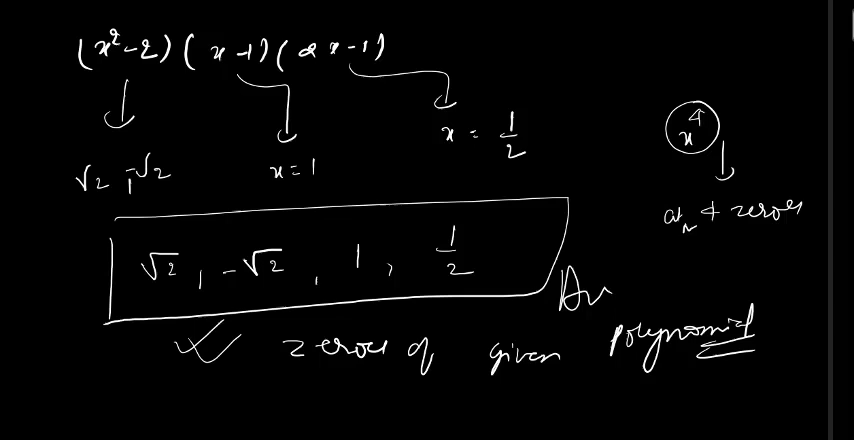 (x²-2)(x-1)(2x-1)
√2, -√2
x=1
x = 1/2
x⁴
4 zeroes
√2, -√2, 1, 1/2
zeroes of given polynomial